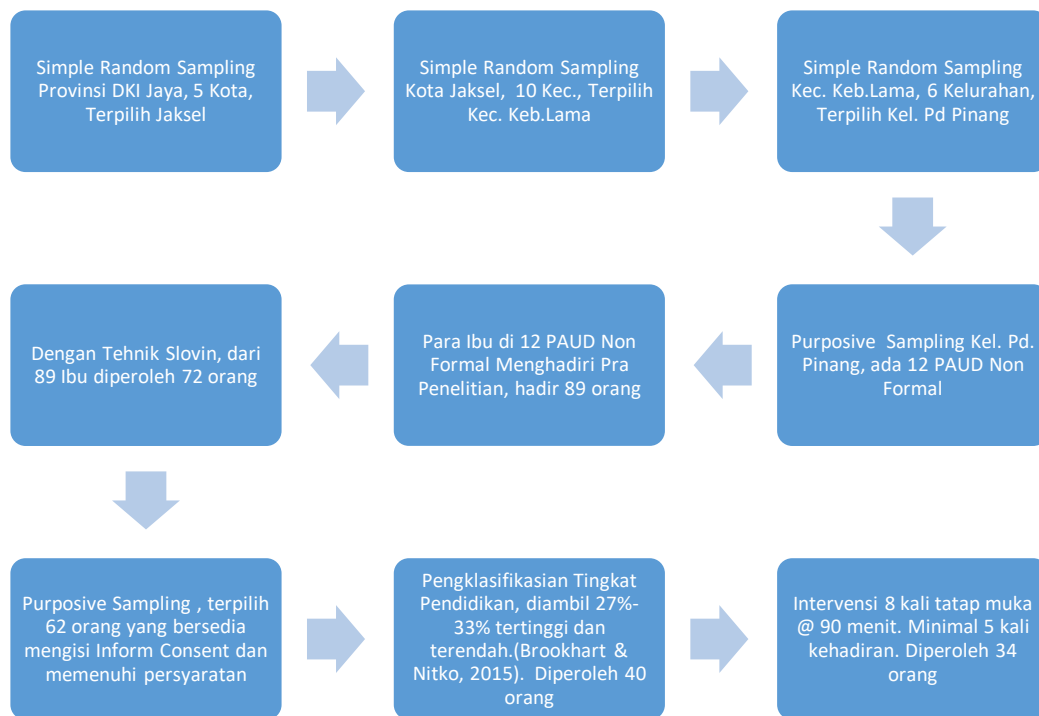 Simple Random Sampling
Provinsi DKI Jaya, 5 Kota,
Terpilih Jaksel
Simple Random Sampling
Kota Jaksel, 10 Kec., Terpilih
Kec. Keb.Lama
Simple Random Sampling
Kec. Keb.Lama, 6 Kelurahan,
Terpilih Kel. Pd Pinang
Purposive Sampling Kel. Pd.
Pinang, ada 12 PAUD Non
Formal
Para Ibu di 12 PAUD Non
Formal Menghadiri Pra
Penelitian, hadir 89 orang
Dengan Tehnik Slovin, dari
89 Ibu diperoleh 72 orang
Purposive Sampling , terpilih
62 orang yang bersedia
mengisi Inform Consent dan
memenuhi persyaratan
Pengklasifikasian Tingkat
Pendidikan, diambil 27%-
33% tertinggi dan
terendah.(Brookhart &
Nitko, 2015). Diperoleh 40
orang
Intervensi 8 kali tatap muka
@ 90 menit. Minimal 5 kali
kehadiran. Diperoleh 34
orang